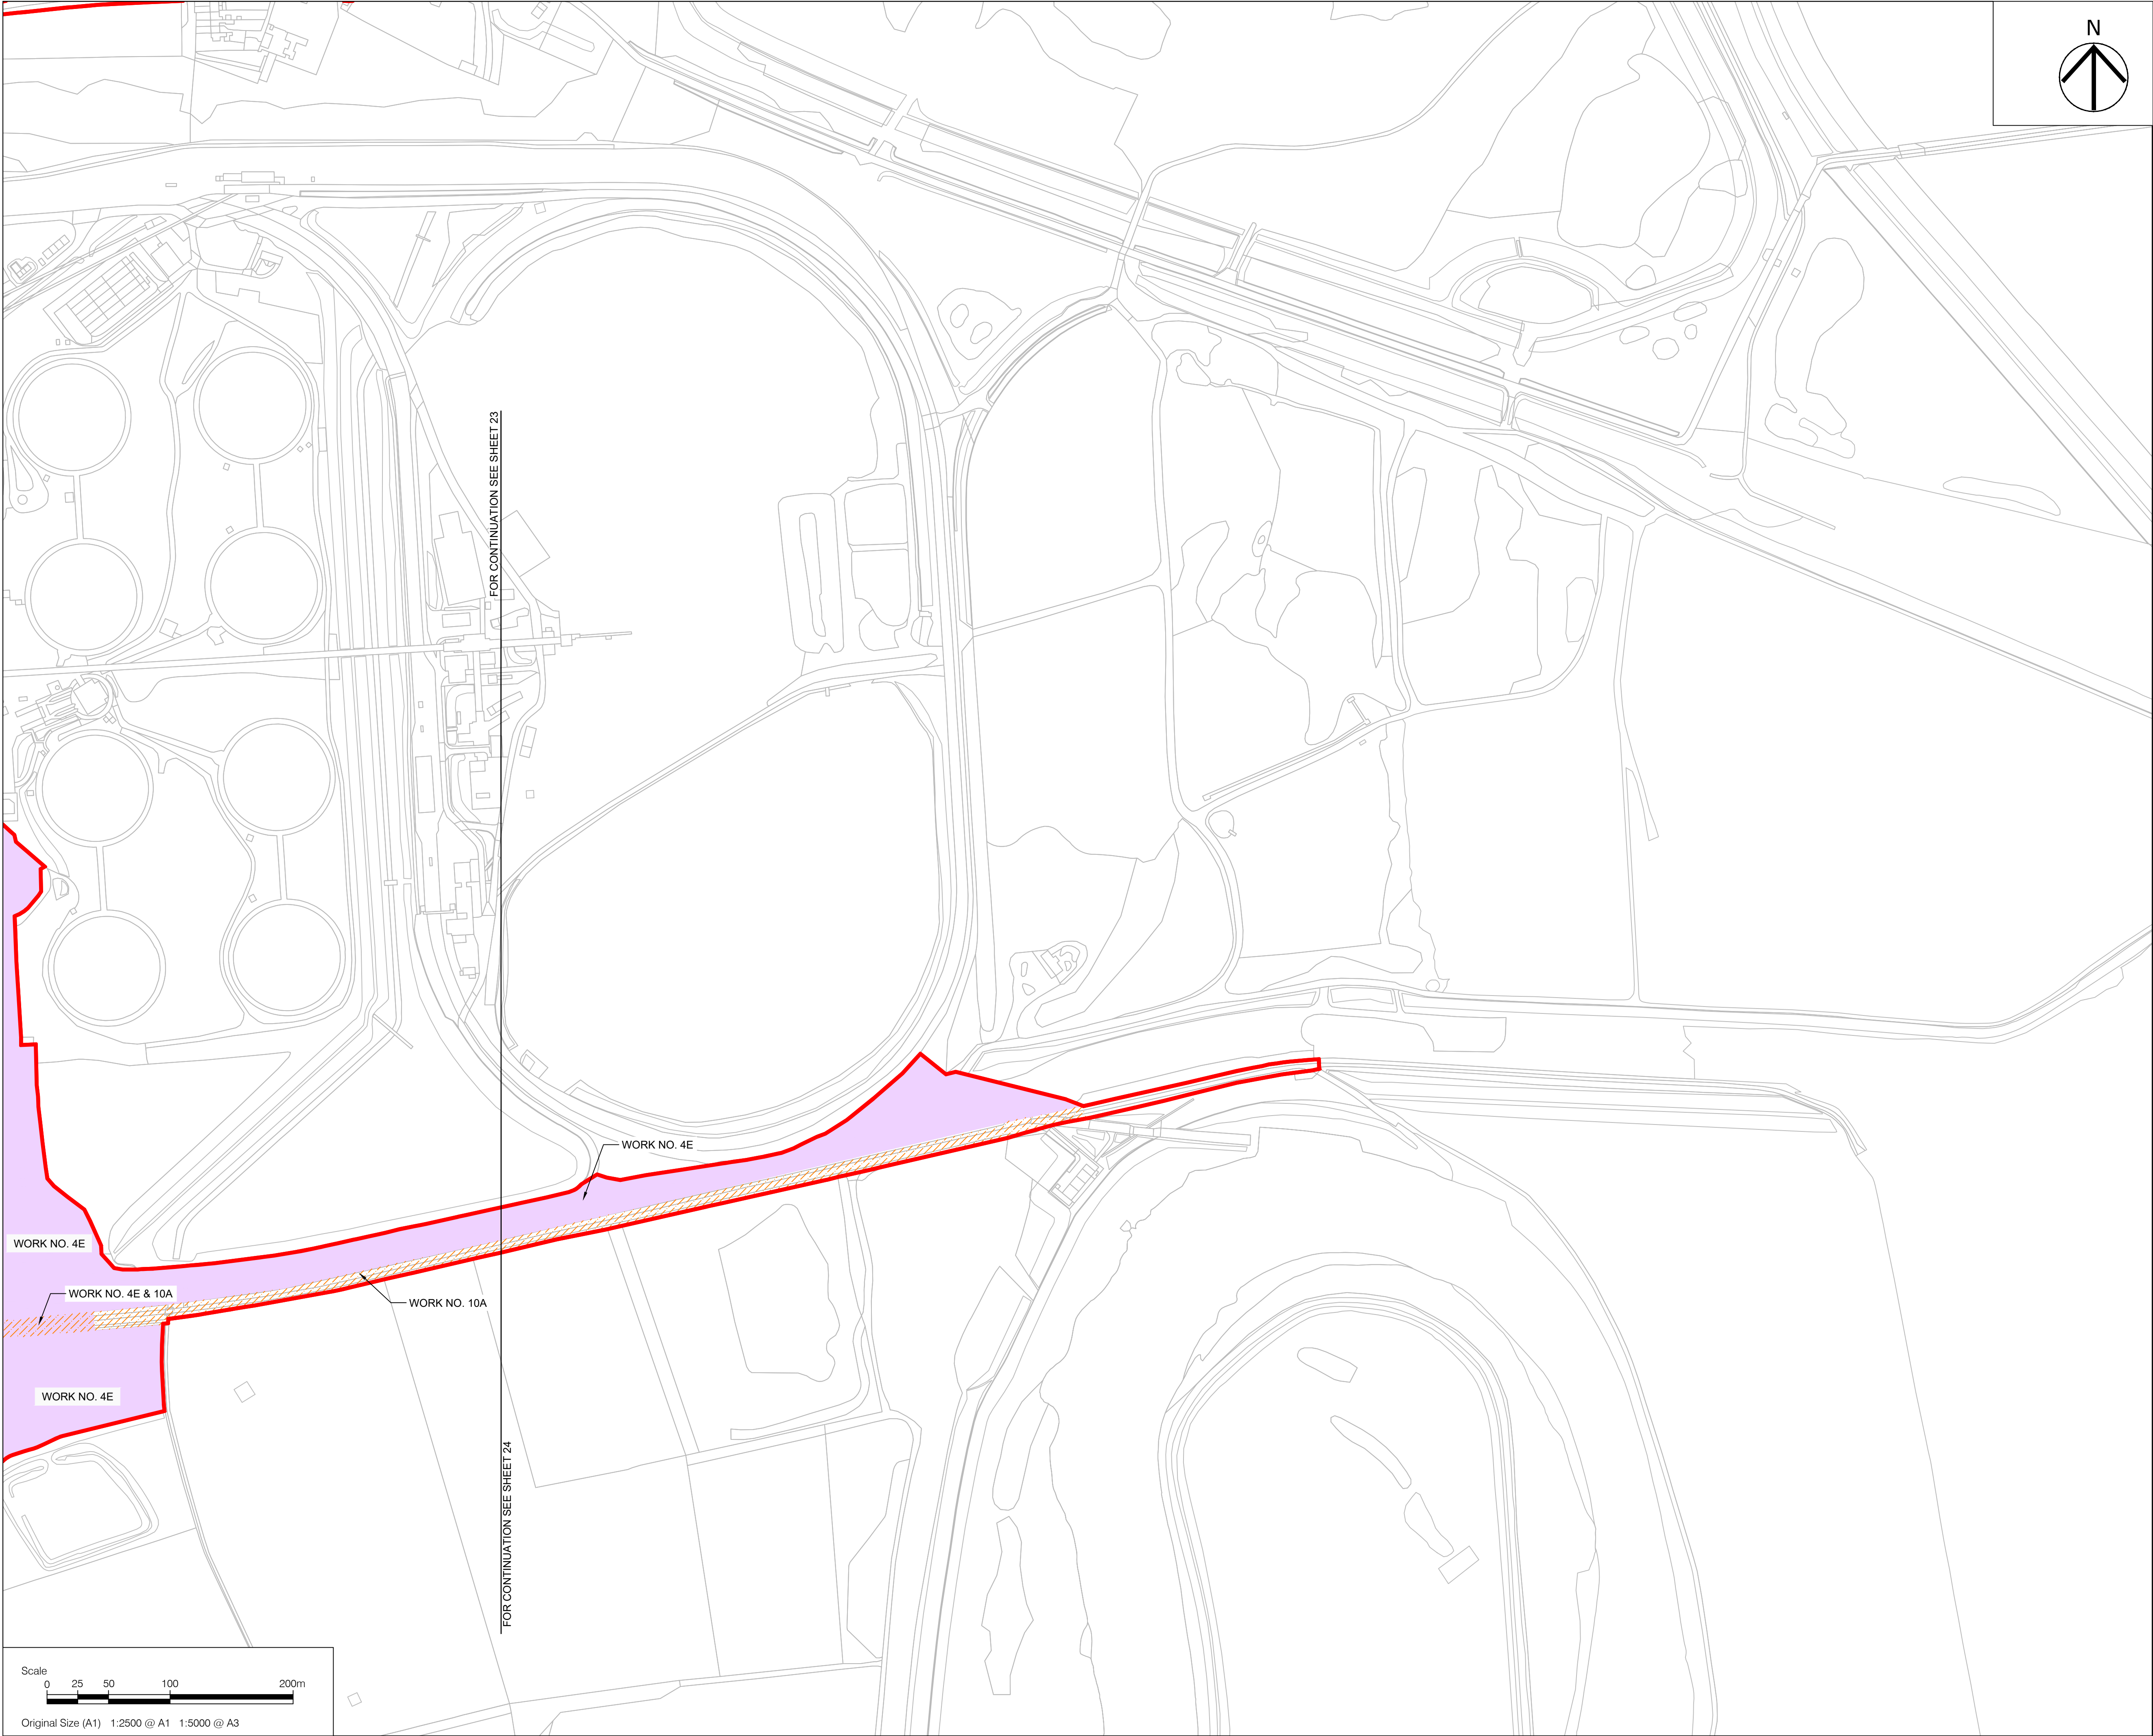 N
FOR CONTINUATION SEE SHEET 23
WORK NO. 4E
WORK NO. 4E
WORK NO. 4E & 10A
WORK NO. 10A
WORK NO. 4E
FOR CONTINUATION SEE SHEET 24
Scale
0 25 50 100 200m
Original Size (A1) 1:2500 @ A1 1:5000 @ A3